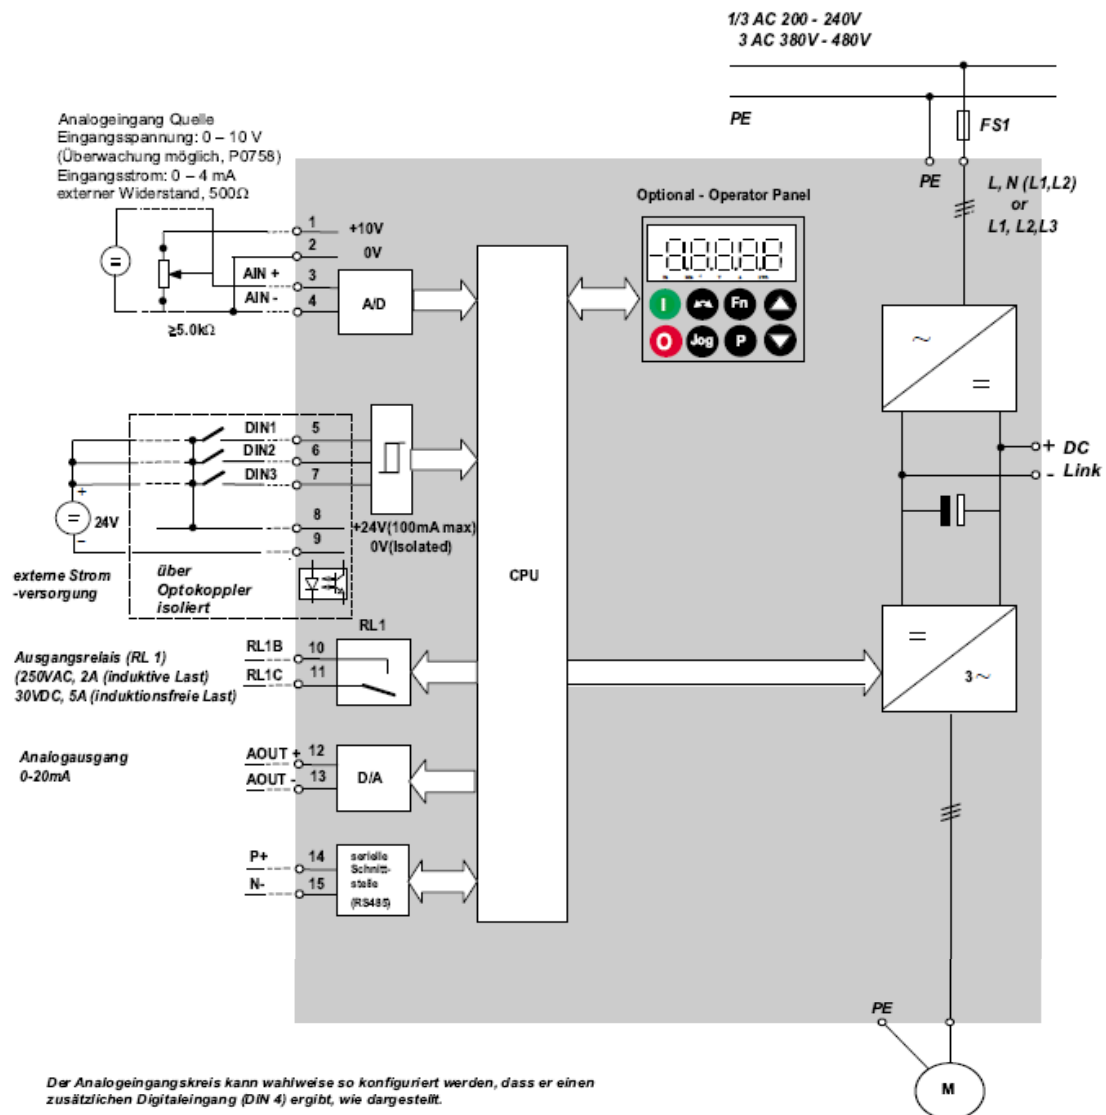 1/3 AC 200 - 240V
3 AC 380V - 480V
PE
FS1
Analogeingang Quelle
Eingangsspannung: 0 – 10 V
(Überwachung möglich, P0758)
Eingangsstrom: 0 – 4 mA
externer Widerstand, 500Ω
PE
L, N (L1,L2)
or
L1, L2,L3
Optional - Operator Panel
1
+10V
2
0V
AIN +
3
AIN -
4
A/D
≧5.0kΩ
I
Fn
O
Jog
P
~
=
DIN1
5
DIN2
6
DIN3
7
+
=
24V
–
8
+24V(100mA max)
9
0V(Isolated)
+ DC
- Link
CPU
externe Strom
-versorgung
über
Optokoppler
isoliert
RL1
RL1B
10
RL1C
11
Ausgangsrelais (RL 1)
(250VAC, 2A (induktive Last)
30VDC, 5A (induktionsfreie Last)
=
3 ~
Analogausgang
0-20mA
AOUT +
12
AOUT -
13
D/A
P+
14
N-
15
serielle
Schnitt-
stelle
(RS485)
PE
M
Der Analogeingangskreis kann wahlweise so konfiguriert werden, dass er einen
zusätzlichen Digitaleingang (DIN 4) ergibt, wie dargestellt.